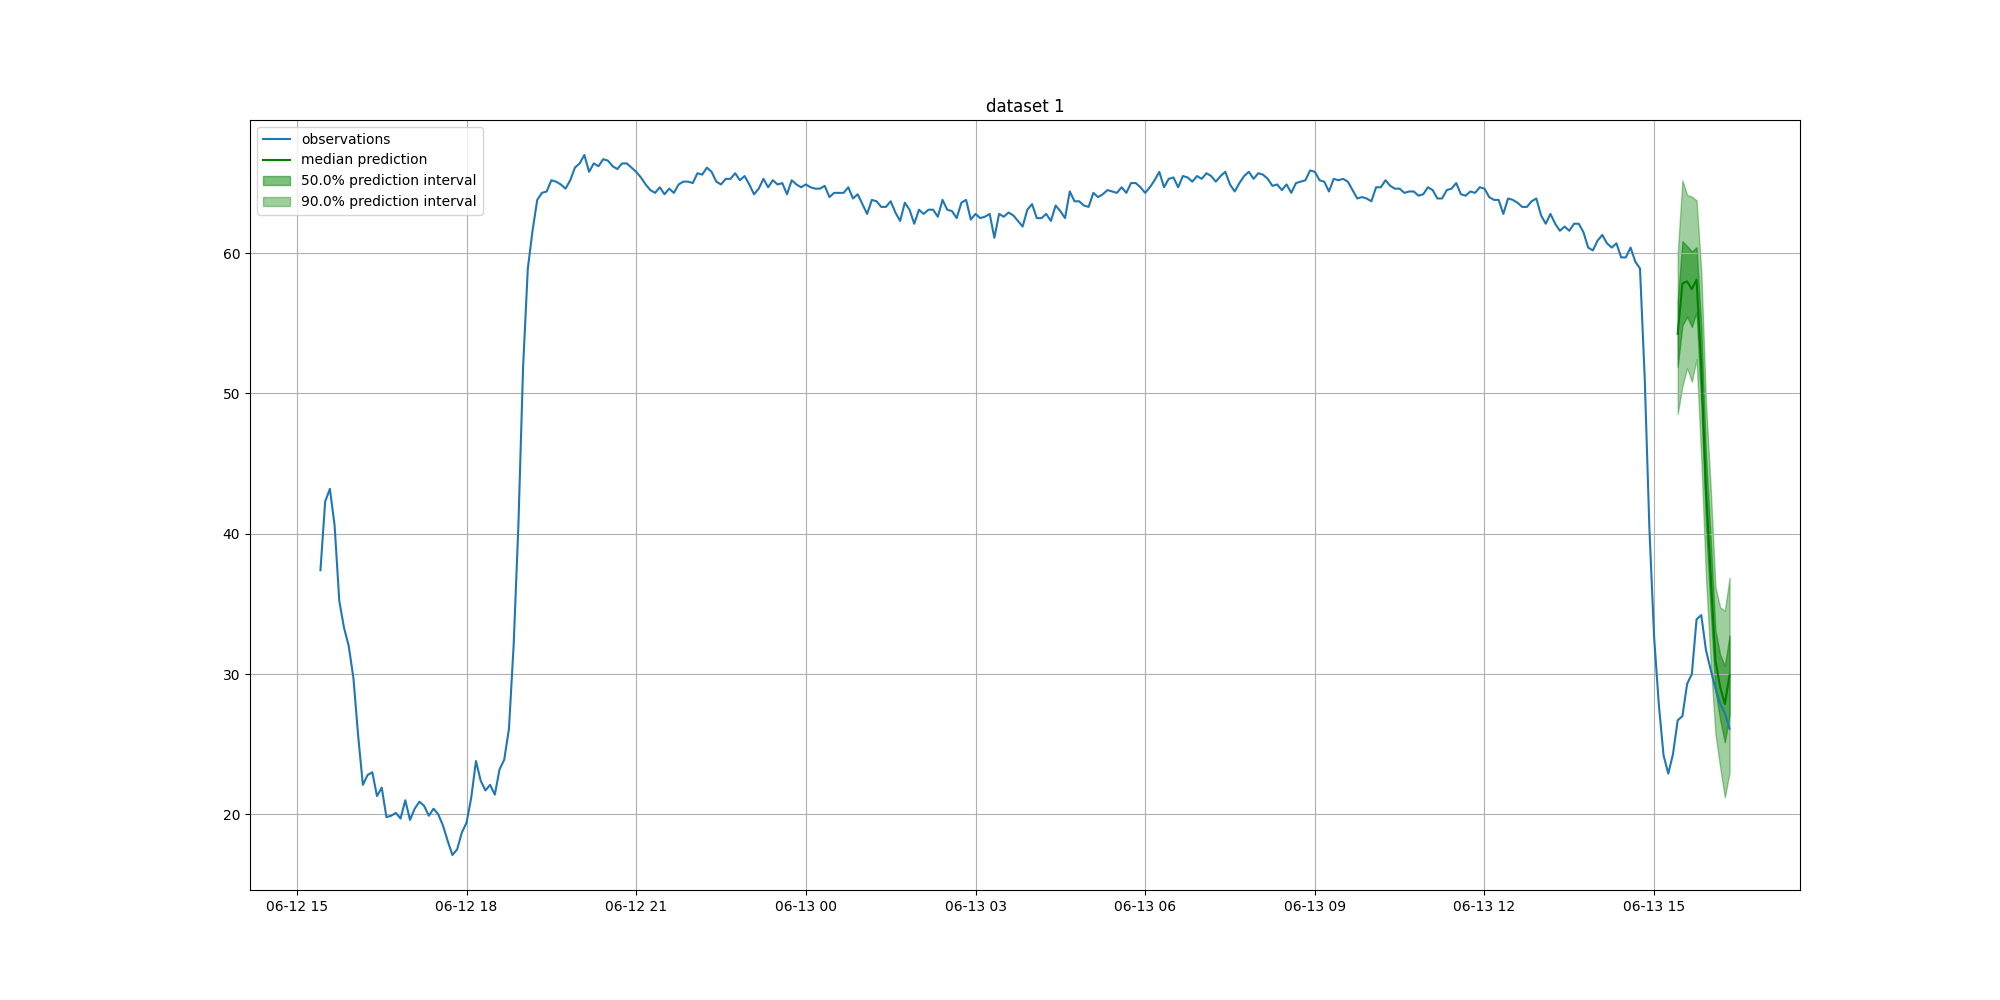 dataset 1
observations
median prediction
50.0% prediction interval
90.0% prediction interval
60
50
40
30
20
06-12 15
06-12 18
06-12 21
06-13 00
06-13 03
06-13 06
06-13 09
06-13 12
06-13 15